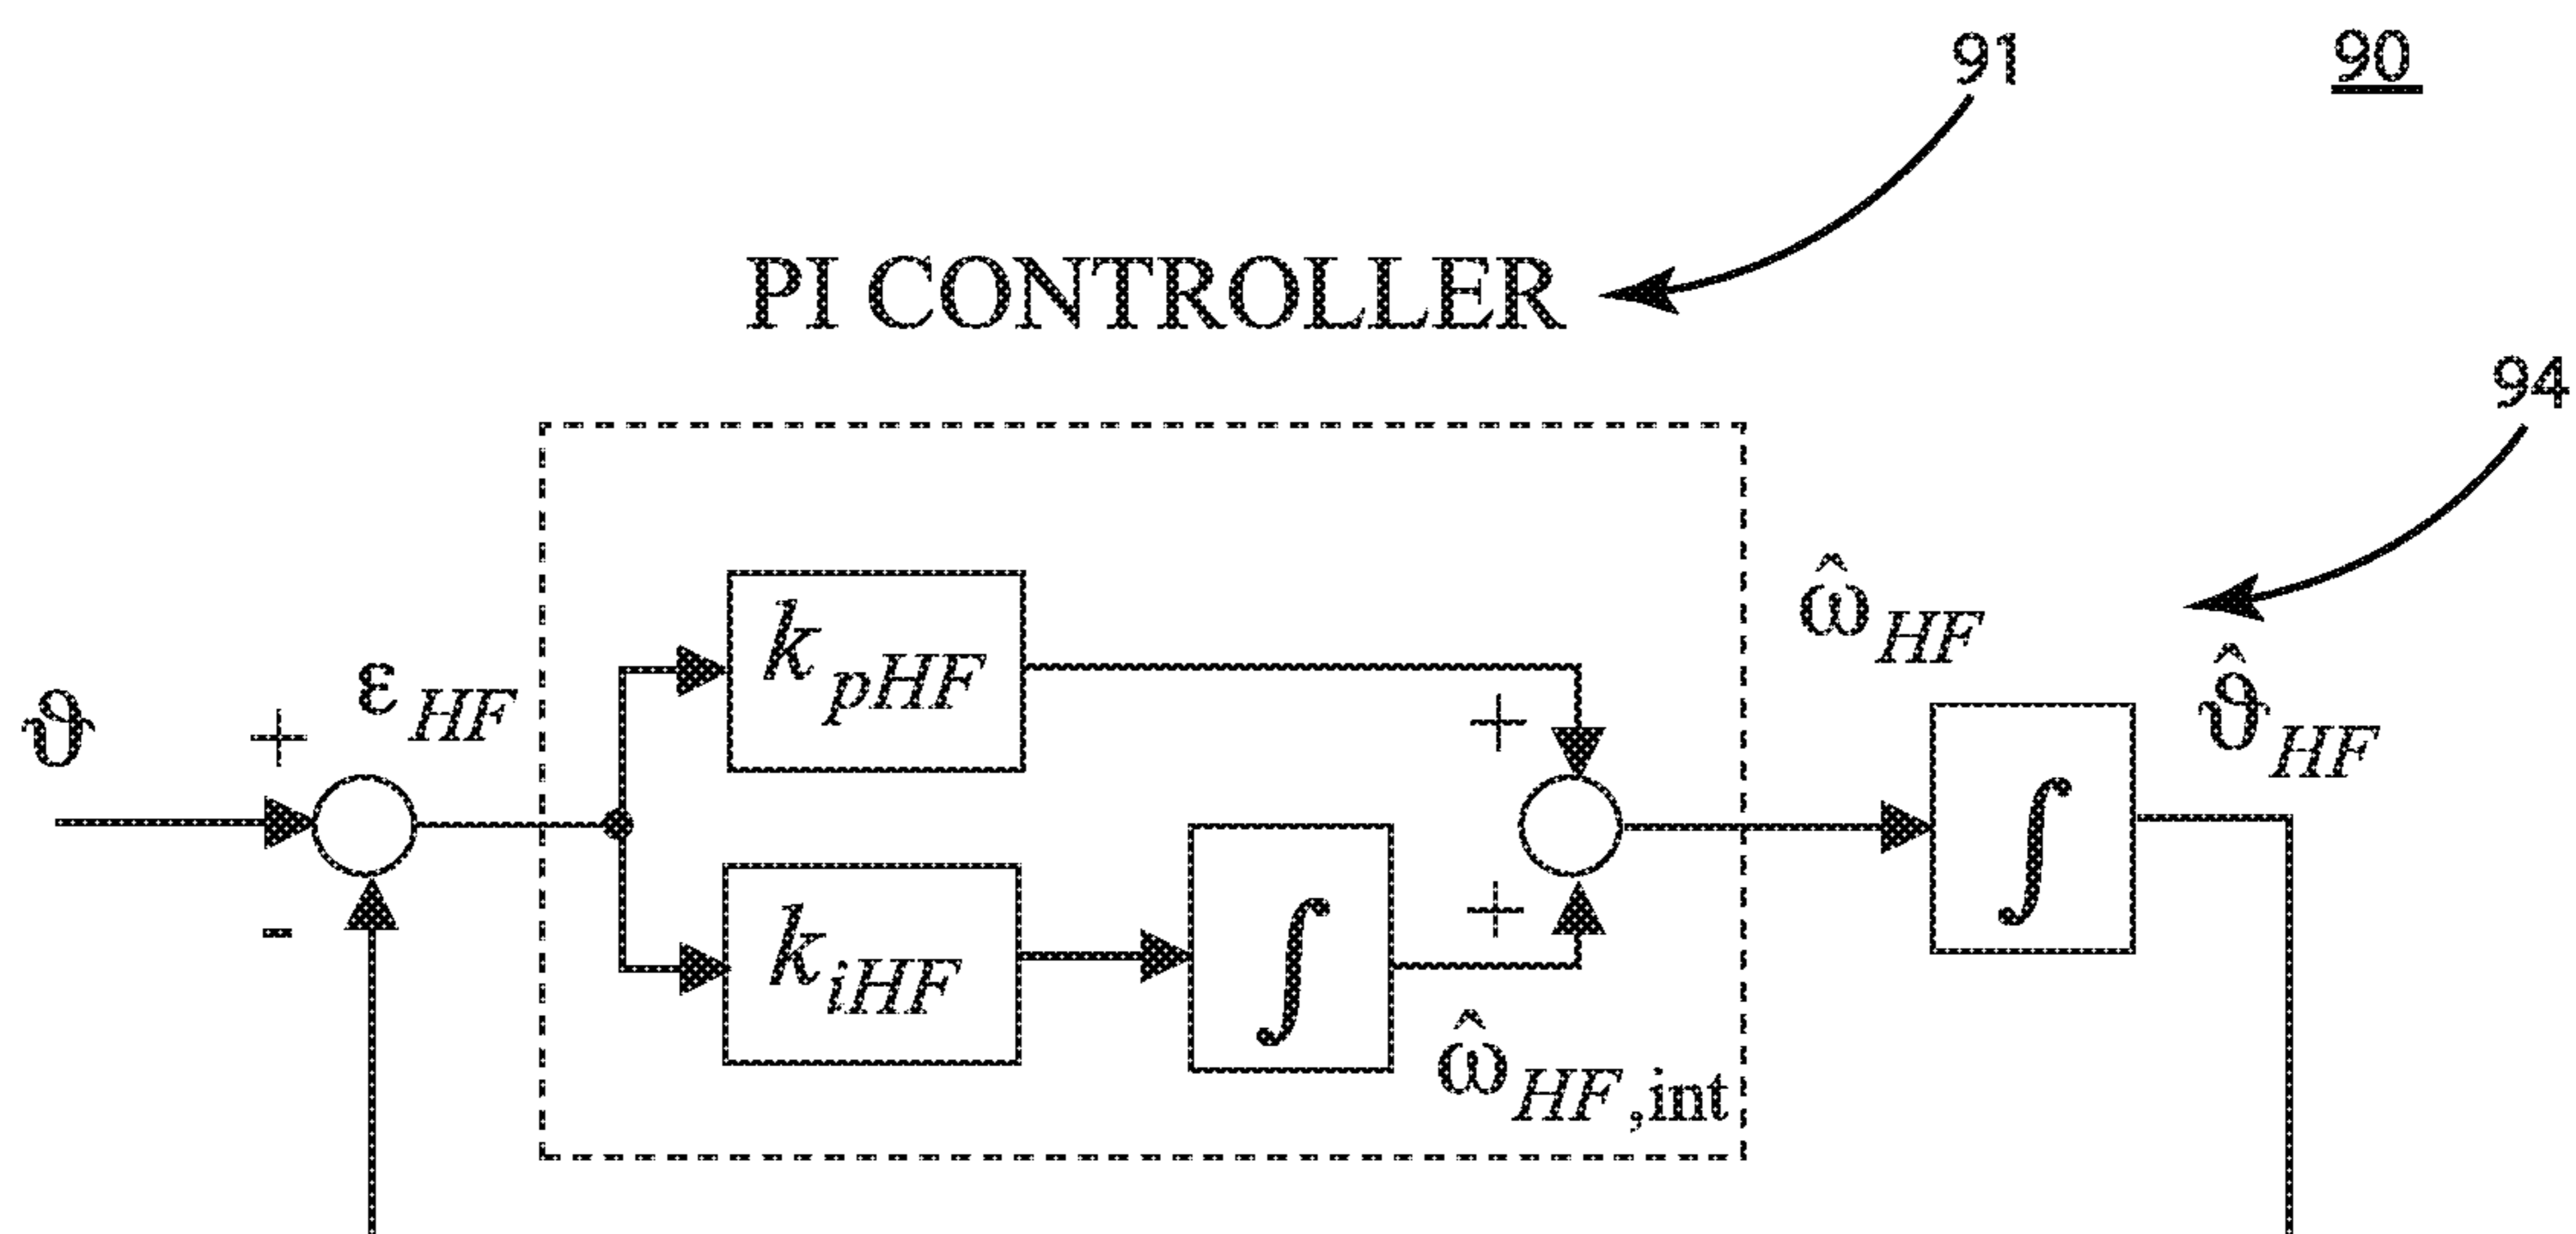 91
90
PI CONTROLLER
94
ω̂HF
kpHF
εHF
ϑ̂HF
ϑ
+
+
∫
kiHF
∫
+
-
ω̂HF,int